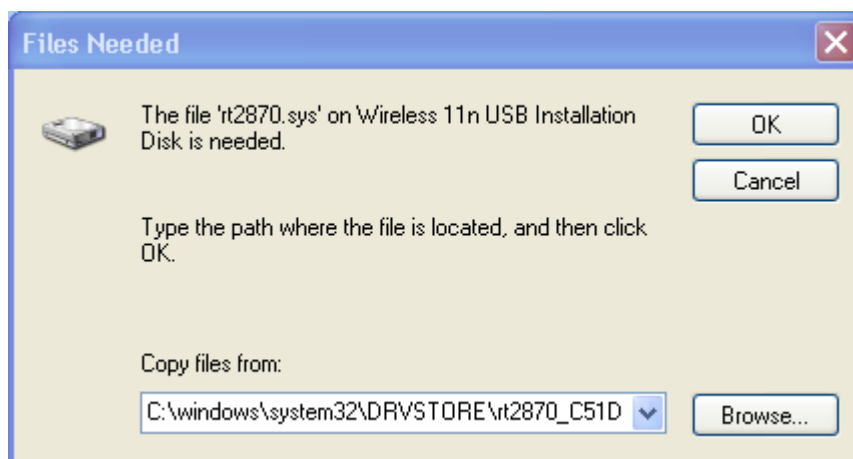 Files Needed
The file 'rt2870.sys' on Wireless 11n USB Installation
Disk is needed.
OK
Cancel
Type the path where the file is located, and then click
OK.
Copy files from:
C:\windows\system32\DRVSTORE\rt2870_C51D
Browse...